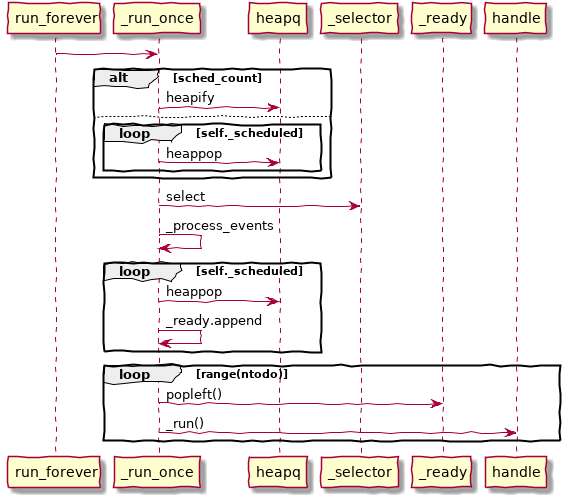 run_forever _run_once heapq _selector _ready handle
alt [sched_count]
heapify
loop [self._scheduled]
heappop
select
_process_events
loop [self._scheduled]
heappop
_ready.append
loop [range(ntodo)]
popleft()
_run()
run_forever _run_once heapq _selector _ready handle